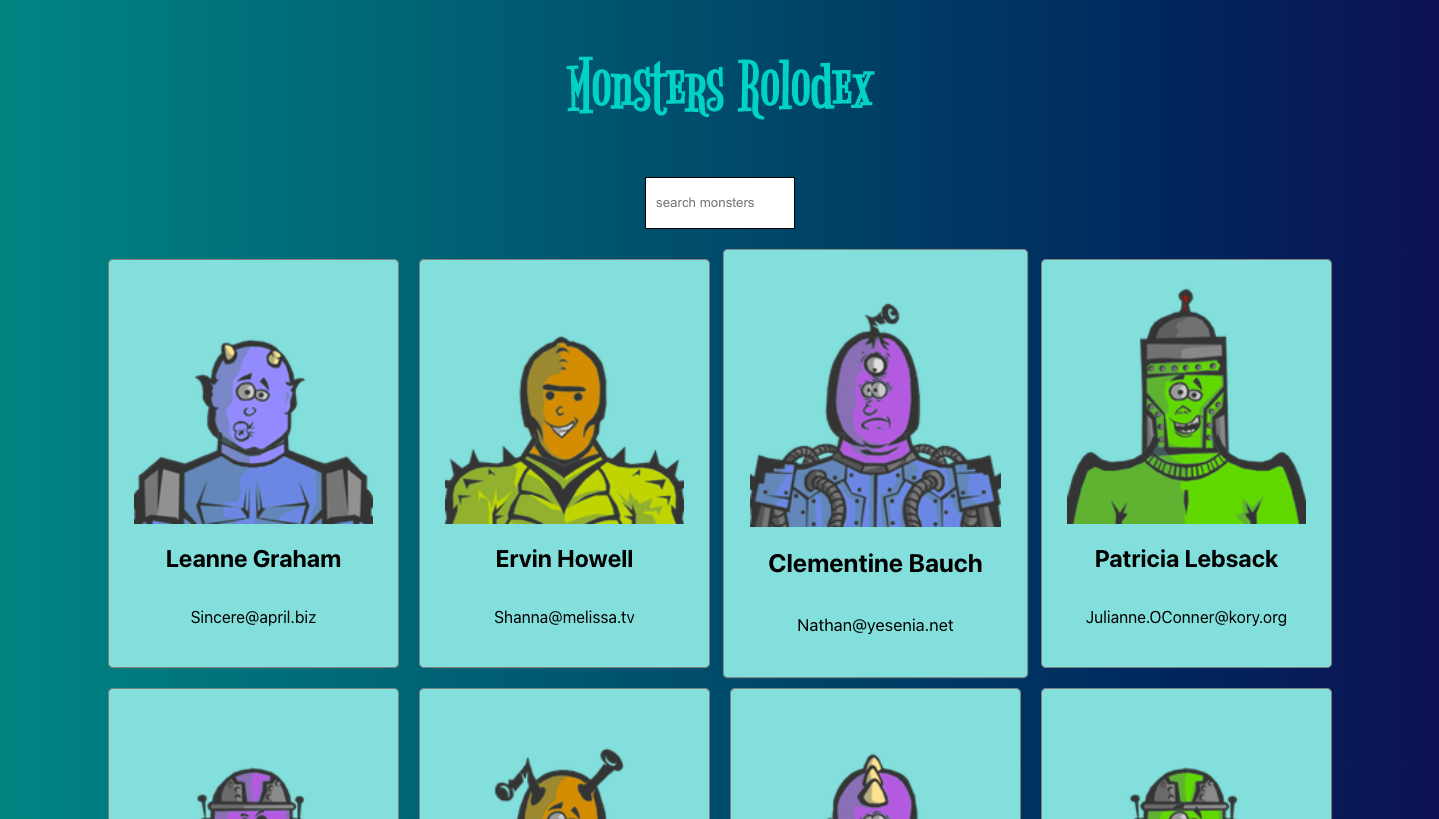 Monsters Rolodex
search monsters
Leanne Graham
Ervin Howell
Clementine Bauch
Patricia Lebsack
Sincere@april.biz
Shanna@melissa.tv
Nathan@yesenia.net
Julianne.OConner@kory.org